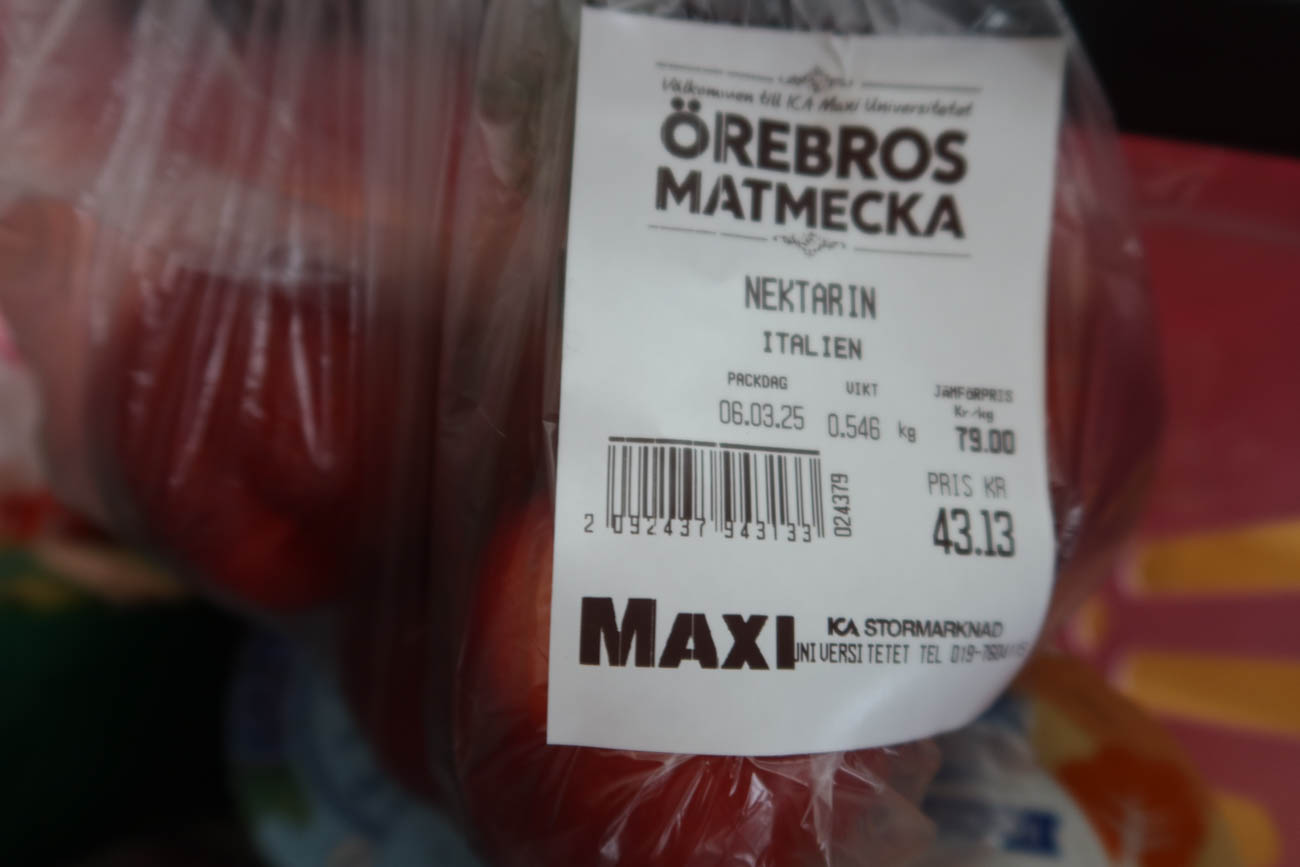 Välkommen till ICA Maxi Universitetet
ÖREBROS
MATMECKA
NEKTARIN
ITALIEN
PACKDAG VIKT JÄMFÖRPRIS
Kr/kg
06.03.25 0.546 kg 79.00
PRIS KR
43.13
2 092437 943133
024379
MAXI ICA STORMARKNAD
UNIVERSITETET TEL